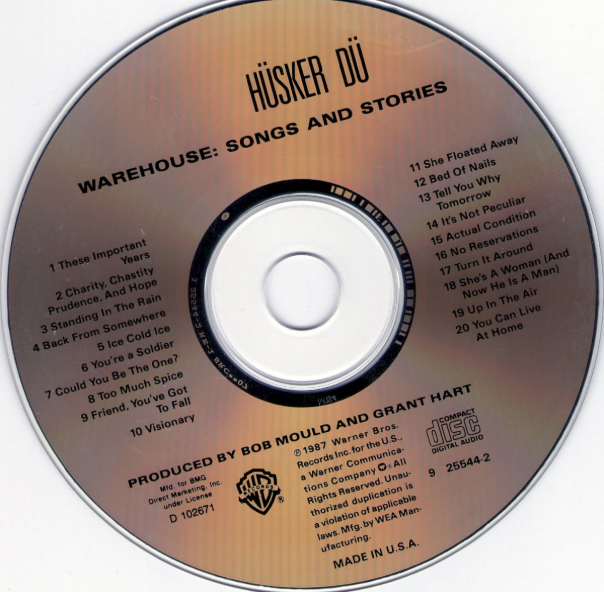 HÜSKER DÜ
WAREHOUSE: SONGS AND STORIES
1 These Important
Years
2 Charity, Chastity
Prudence, And Hope
3 Standing In The Rain
4 Back From Somewhere
5 Ice Cold Ice
6 You're a Soldier
7 Could You Be The One?
8 Too Much Spice
9 Friend, You've Got
To Fall
10 Visionary
11 She Floated Away
12 Bed Of Nails
13 Tell You Why
Tomorrow
14 It's Not Peculiar
15 Actual Condition
16 No Reservations
17 Turn It Around
18 She's A Woman (And
Now He Is A Man)
19 Up In The Air
20 You Can Live
At Home
PRODUCED BY BOB MOULD AND GRANT HART
Mfd. for BMG
Direct Marketing, Inc.
under License
D 102671
WB
RECORDS
®
℗ 1987 Warner Bros.
Records Inc. for the U.S.,
a Warner Communica-
tions Company. All
Rights Reserved. Unau-
thorized duplication is
a violation of applicable
laws. Mfg. by WEA Man-
ufacturing.
MADE IN U.S.A.
COMPACT
disc
DIGITAL AUDIO
9 25544-2